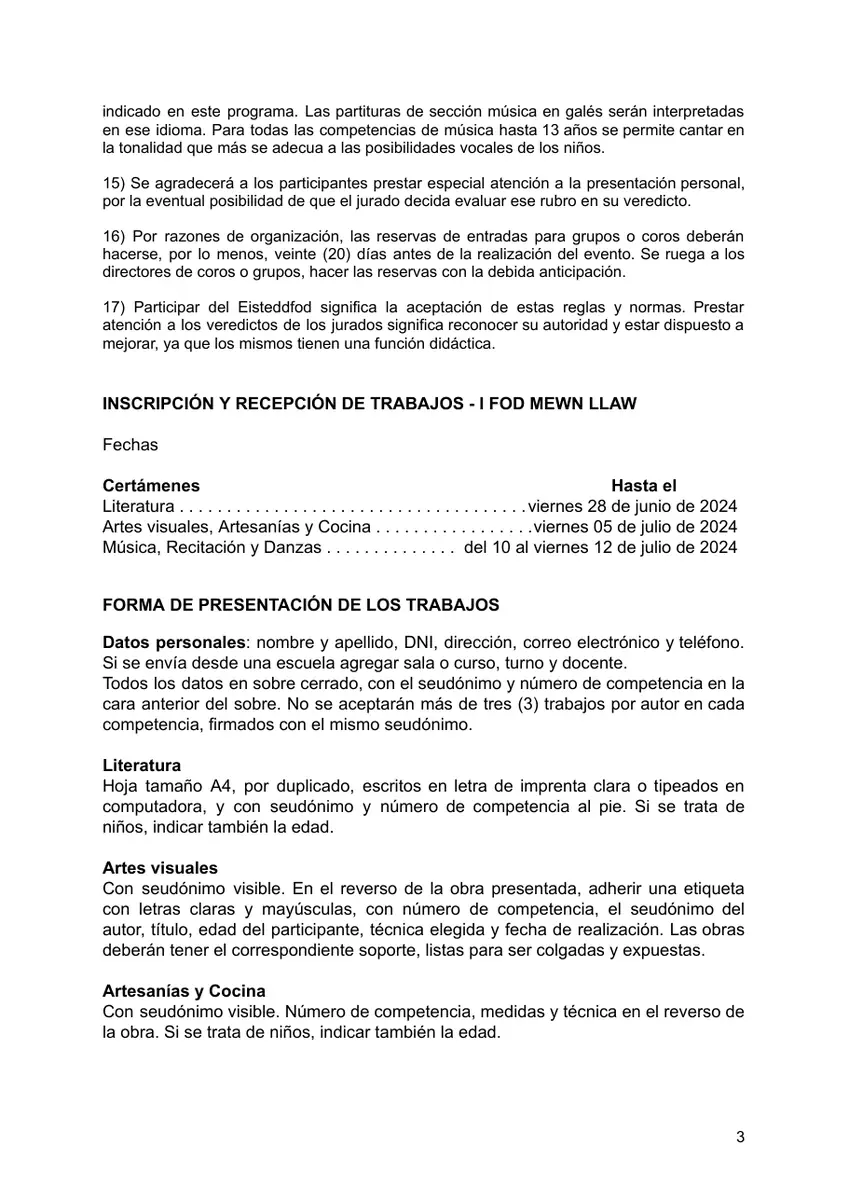 indicado en este programa. Las partituras de sección música en galés serán interpretadas
en ese idioma. Para todas las competencias de música hasta 13 años se permite cantar en
la tonalidad que más se adecua a las posibilidades vocales de los niños.
15) Se agradecerá a los participantes prestar especial atención a la presentación personal,
por la eventual posibilidad de que el jurado decida evaluar ese rubro en su veredicto.
16) Por razones de organización, las reservas de entradas para grupos o coros deberán
hacerse, por lo menos, veinte (20) días antes de la realización del evento. Se ruega a los
directores de coros o grupos, hacer las reservas con la debida anticipación.
17) Participar del Eisteddfod significa la aceptación de estas reglas y normas. Prestar
atención a los veredictos de los jurados significa reconocer su autoridad y estar dispuesto a
mejorar, ya que los mismos tienen una función didáctica.
INSCRIPCIÓN Y RECEPCIÓN DE TRABAJOS - I FOD MEWN LLAW
Fechas
Certámenes Hasta el
Literatura . . . . . . . . . . . . . . . . . . . . . . . . . . . . . . . . . . . . . viernes 28 de junio de 2024
Artes visuales, Artesanías y Cocina . . . . . . . . . . . . . . . . . viernes 05 de julio de 2024
Música, Recitación y Danzas . . . . . . . . . . . . . . del 10 al viernes 12 de julio de 2024
FORMA DE PRESENTACIÓN DE LOS TRABAJOS
Datos personales: nombre y apellido, DNI, dirección, correo electrónico y teléfono.
Si se envía desde una escuela agregar sala o curso, turno y docente.
Todos los datos en sobre cerrado, con el seudónimo y número de competencia en la
cara anterior del sobre. No se aceptarán más de tres (3) trabajos por autor en cada
competencia, firmados con el mismo seudónimo.
Literatura
Hoja tamaño A4, por duplicado, escritos en letra de imprenta clara o tipeados en
computadora, y con seudónimo y número de competencia al pie. Si se trata de
niños, indicar también la edad.
Artes visuales
Con seudónimo visible. En el reverso de la obra presentada, adherir una etiqueta
con letras claras y mayúsculas, con número de competencia, el seudónimo del
autor, título, edad del participante, técnica elegida y fecha de realización. Las obras
deberán tener el correspondiente soporte, listas para ser colgadas y expuestas.
Artesanías y Cocina
Con seudónimo visible. Número de competencia, medidas y técnica en el reverso de
la obra. Si se trata de niños, indicar también la edad.
3